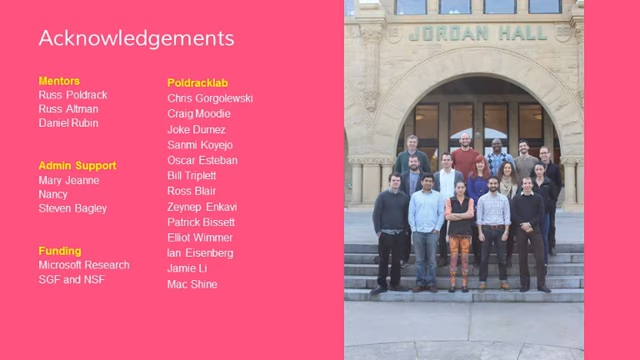 Acknowledgements
Mentors
Russ Poldrack
Russ Altman
Daniel Rubin
Admin Support
Mary Jeanne
Nancy
Steven Bagley
Funding
Microsoft Research
SGF and NSF
Poldracklab
Chris Gorgolewski
Craig Moodie
Joke Durnez
Sanmi Koyejo
Oscar Esteban
Bill Triplett
Ross Blair
Zeynep Enkavi
Patrick Bissett
Elliot Wimmer
Ian Eisenberg
Jamie Li
Mac Shine
JORDAN HALL